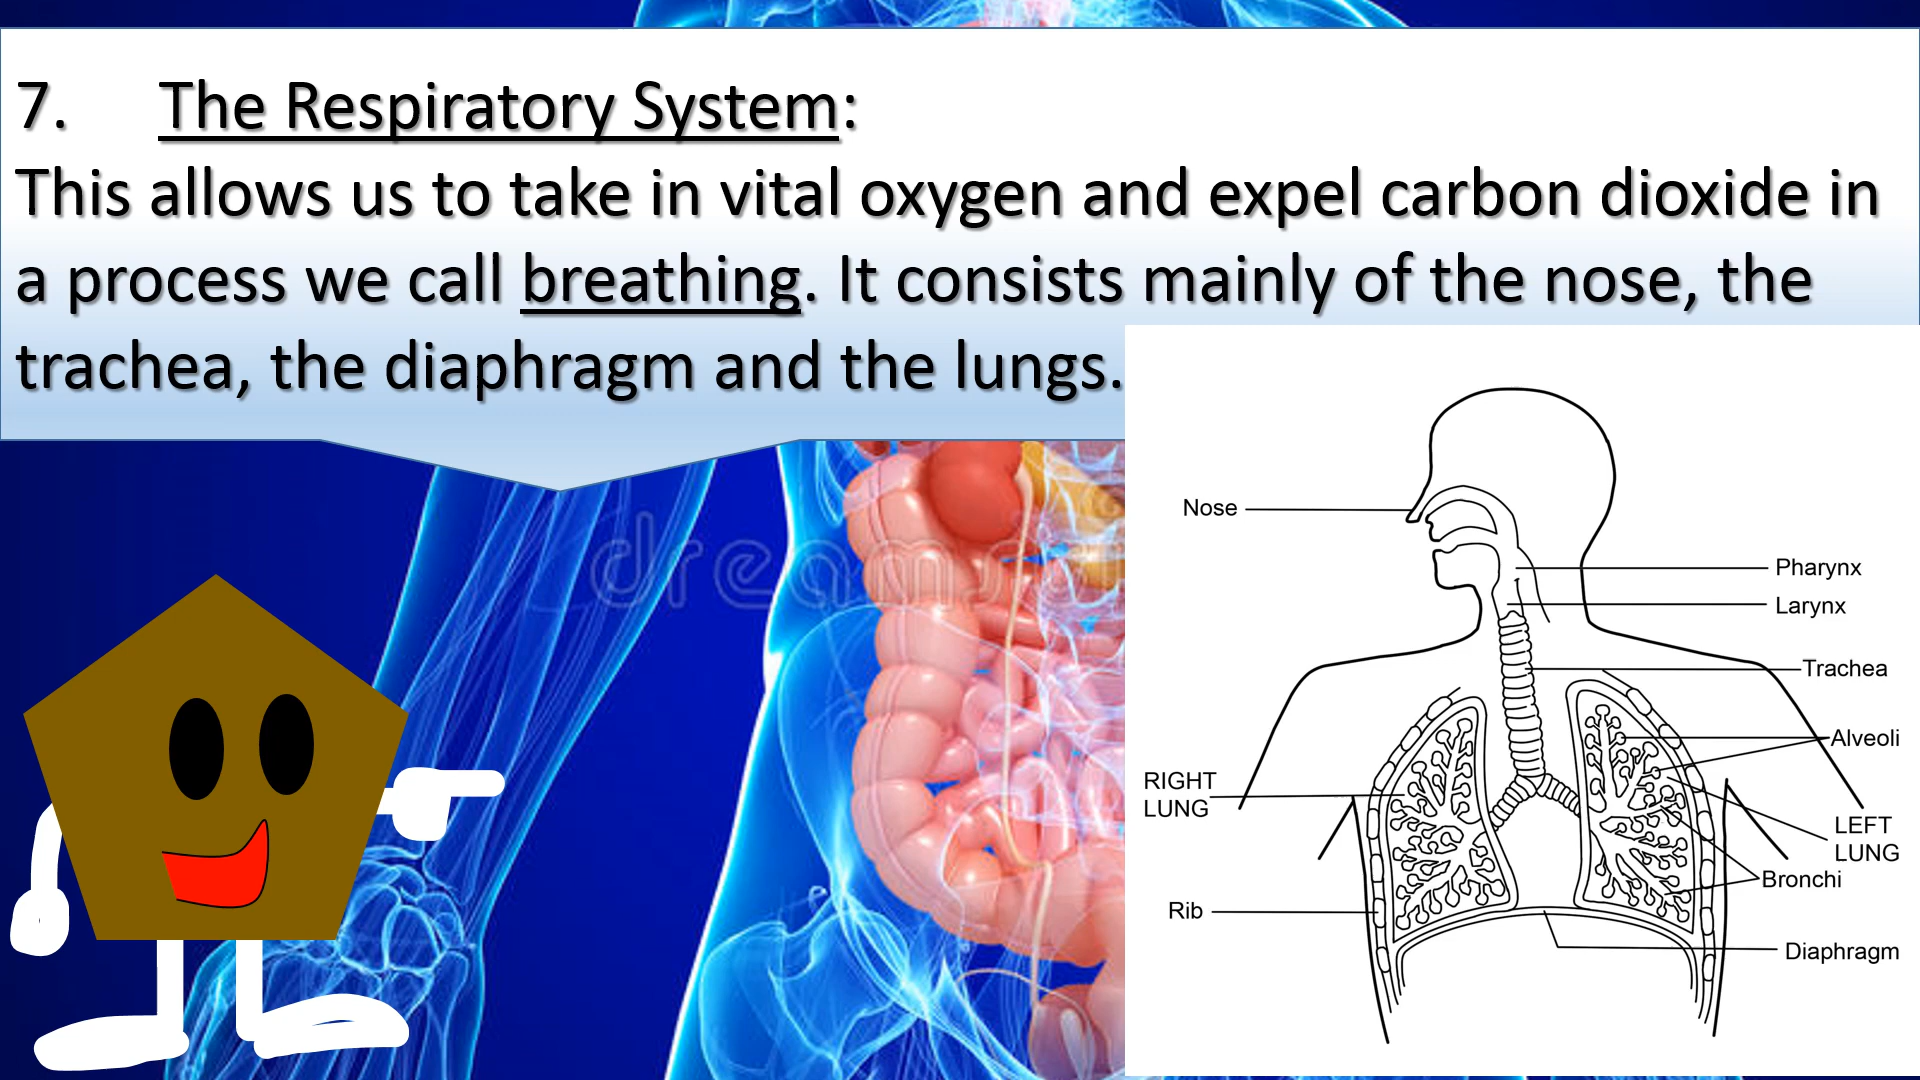 7. The Respiratory System:
This allows us to take in vital oxygen and expel carbon dioxide in
a process we call breathing. It consists mainly of the nose, the
trachea, the diaphragm and the lungs.
Nose
Pharynx
Larynx
Trachea
Alveoli
RIGHT
LUNG
LEFT
LUNG
Bronchi
Rib
Diaphragm